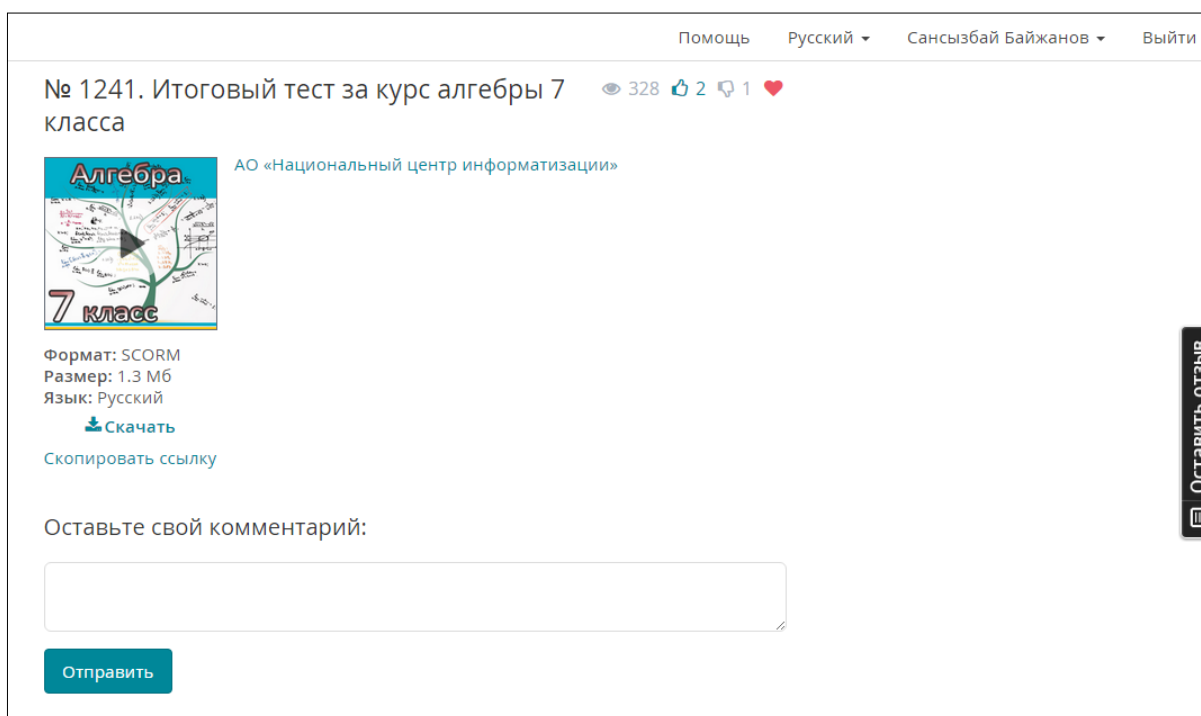 Помощь Русский Сансызбай Байжанов Выйти
№ 1241. Итоговый тест за курс алгебры 7 класса
328 2 1
АО «Национальный центр информатизации»
Алгебра
7 класс
Формат: SCORM
Размер: 1.3 Мб
Язык: Русский
Скачать
Скопировать ссылку
Оставьте свой комментарий:
Отправить
Оставить отзыв